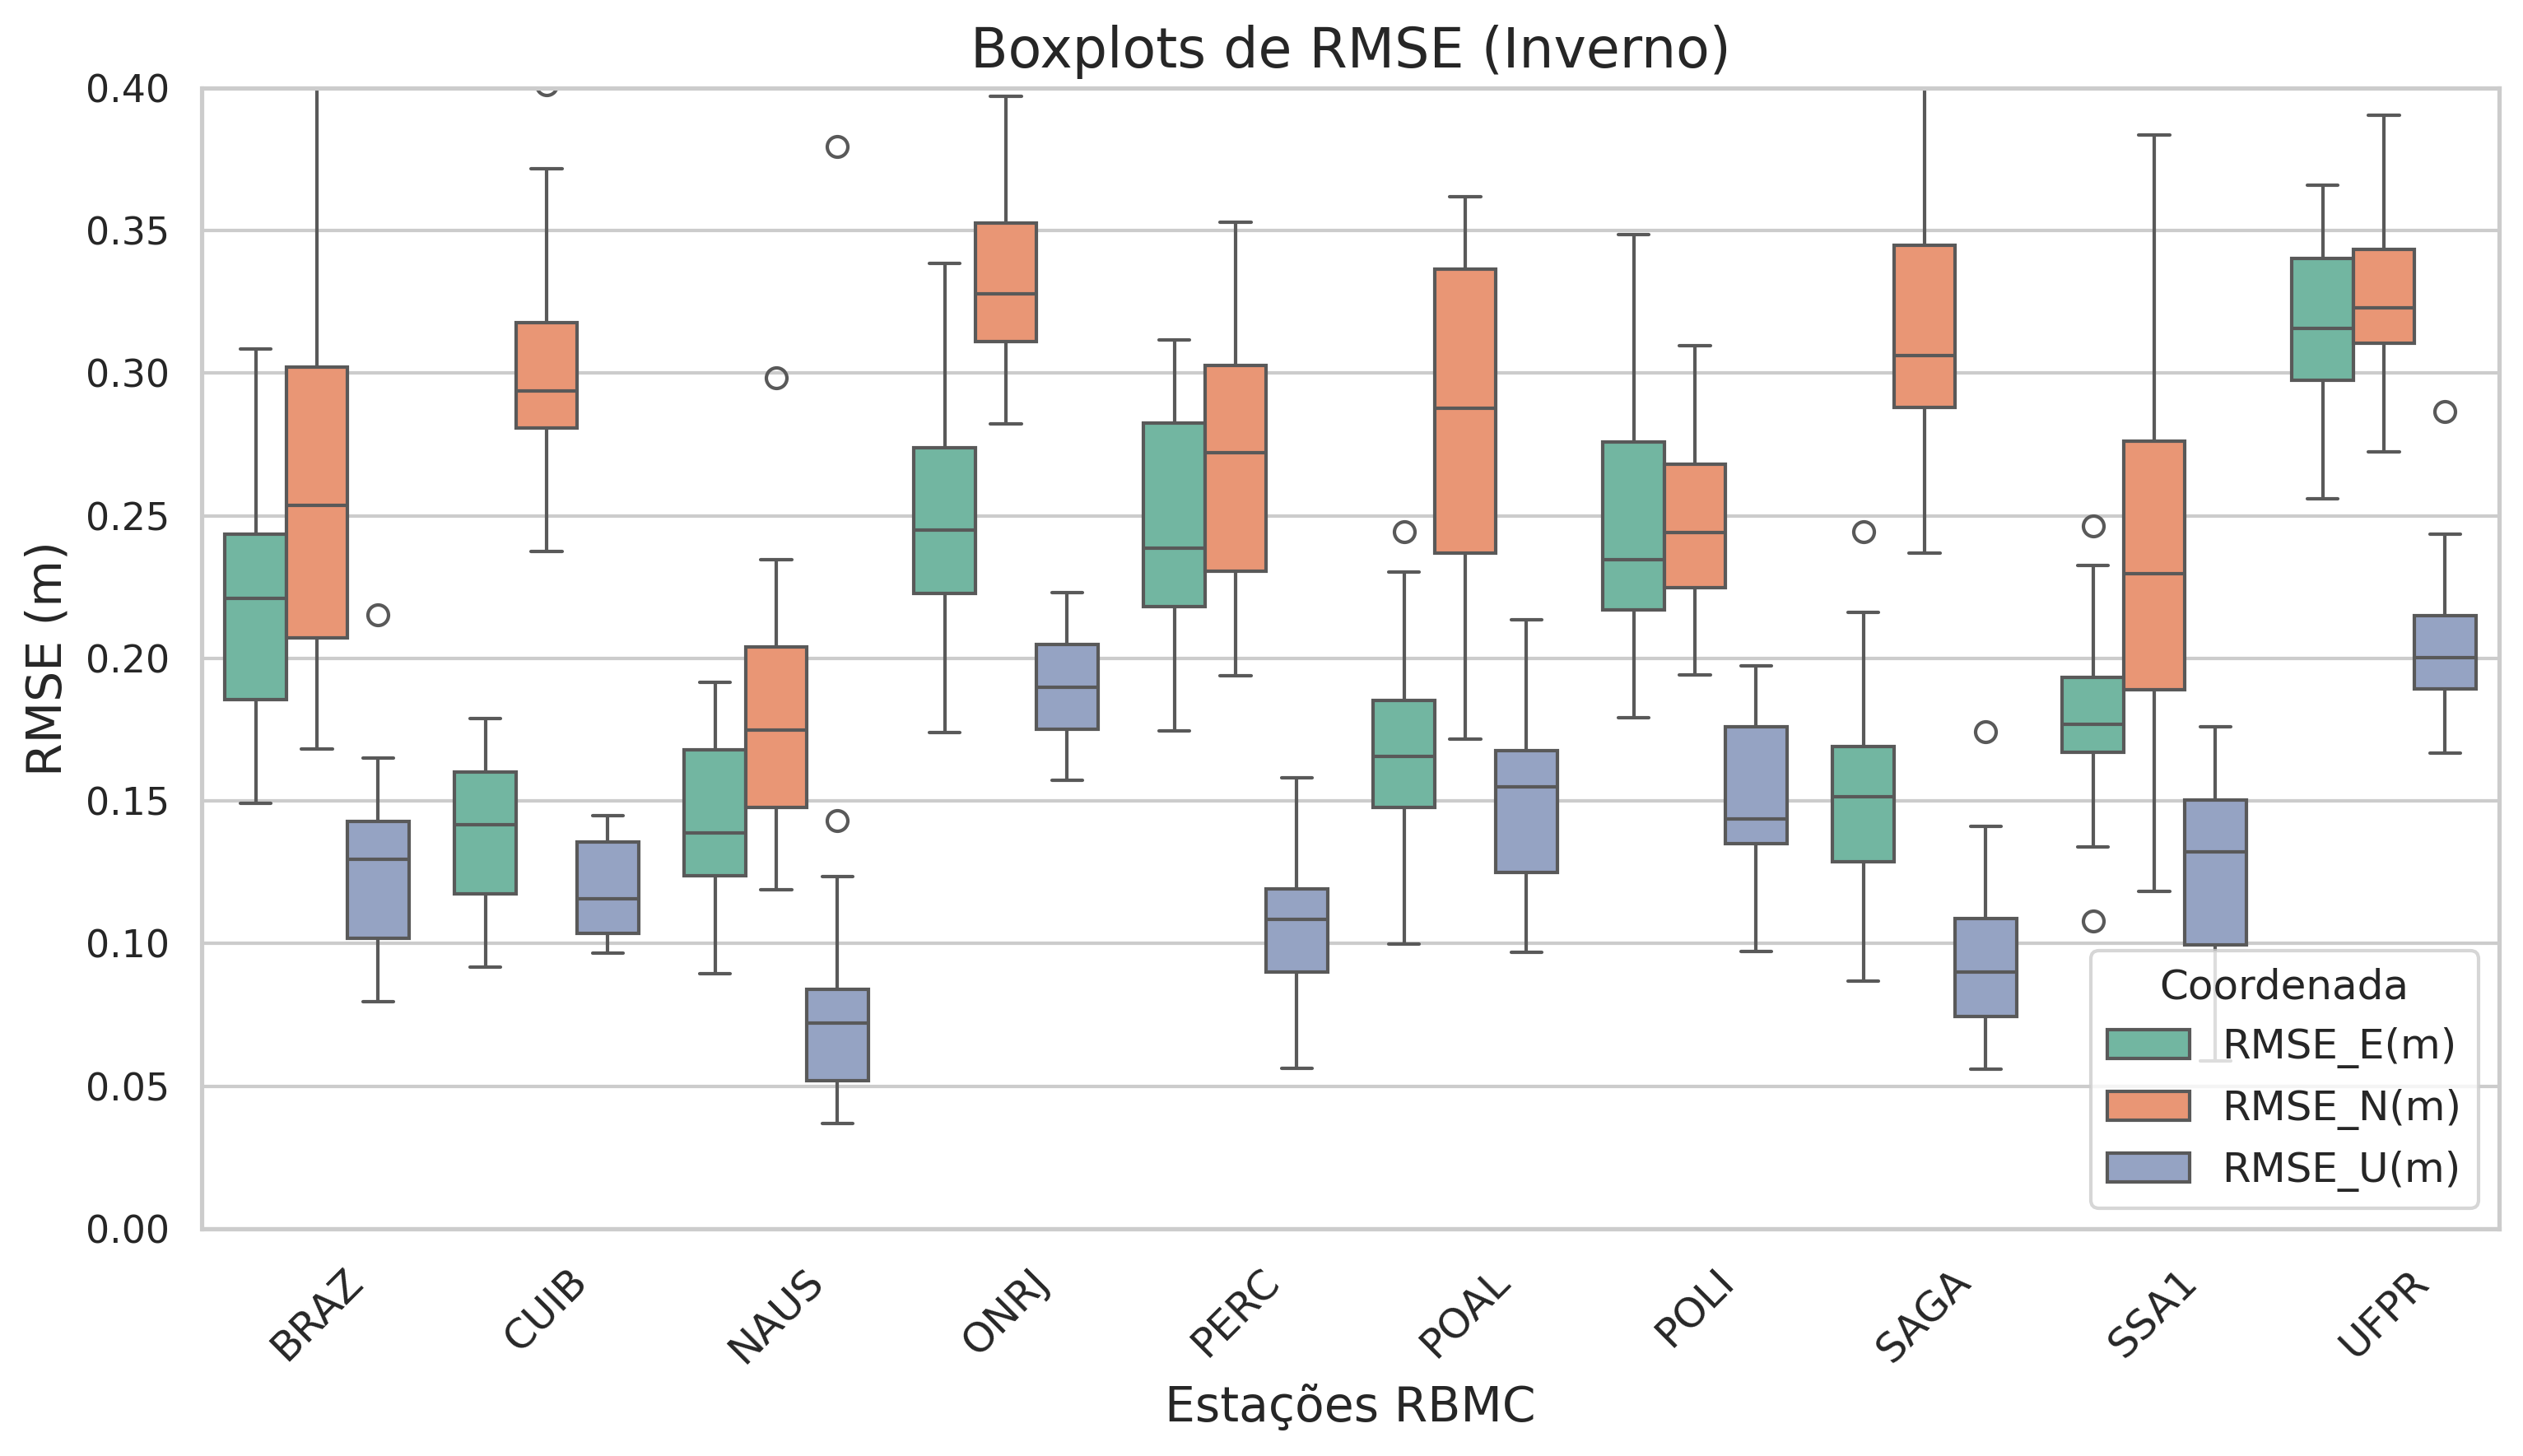 Boxplots de RMSE (Inverno)
RMSE (m)
0.40
0.35
0.30
0.25
0.20
0.15
0.10
0.05
0.00
BRAZ
CUIB
NAUS
ONRJ
PERC
POAL
POLI
SAGA
SSA1
UFPR
Estações RBMC
Coordenada
RMSE_E(m)
RMSE_N(m)
RMSE_U(m)